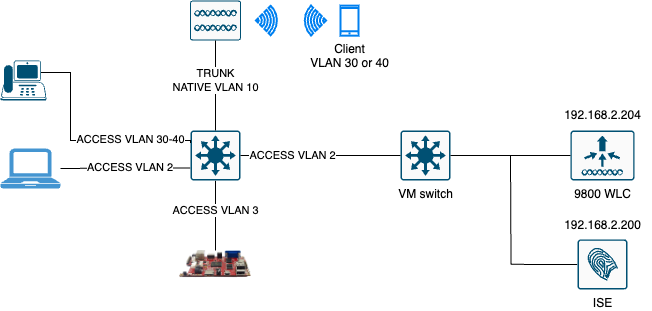 Client
VLAN 30 or 40
TRUNK
NATIVE VLAN 10
192.168.2.204
ACCESS VLAN 30-40
ACCESS VLAN 2
ACCESS VLAN 2
VM switch
9800 WLC
ACCESS VLAN 3
192.168.2.200
ISE